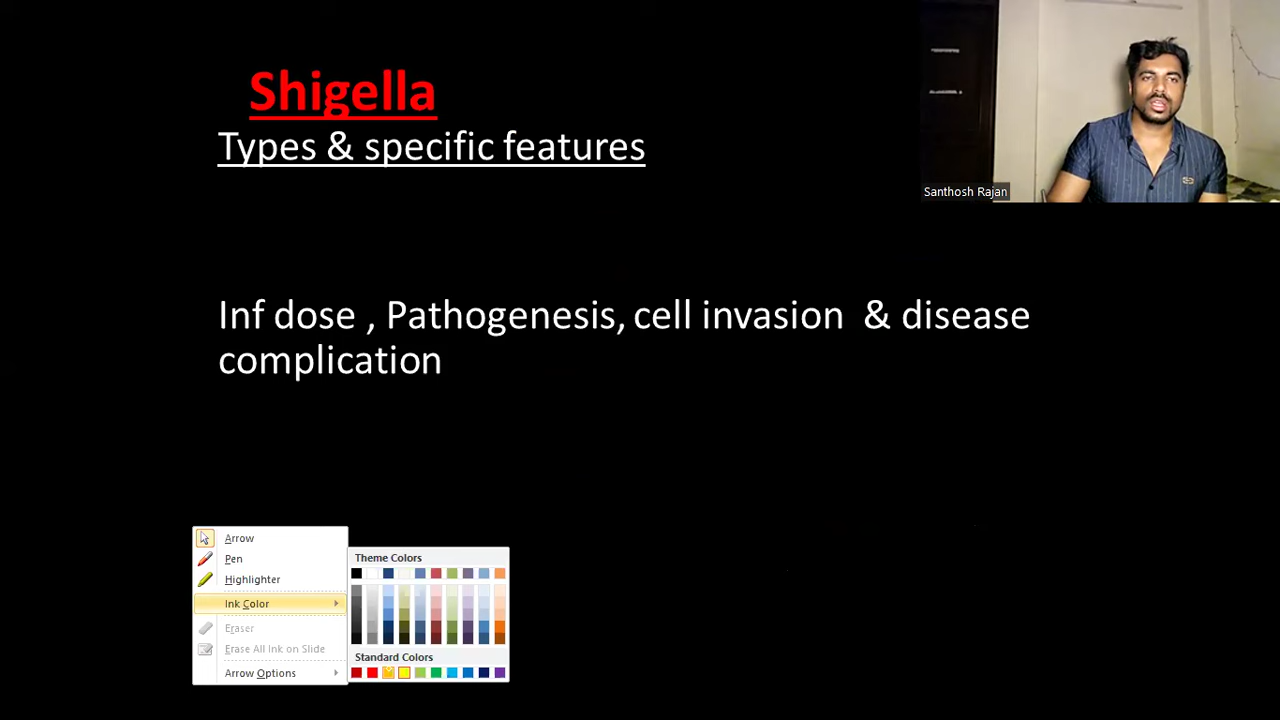 Shigella
Types & specific features
Santhosh Rajan
Inf dose , Pathogenesis, cell invasion & disease
complication
Arrow
Pen
Highlighter
Ink Color
Eraser
Erase All Ink on Slide
Arrow Options
Theme Colors
Standard Colors